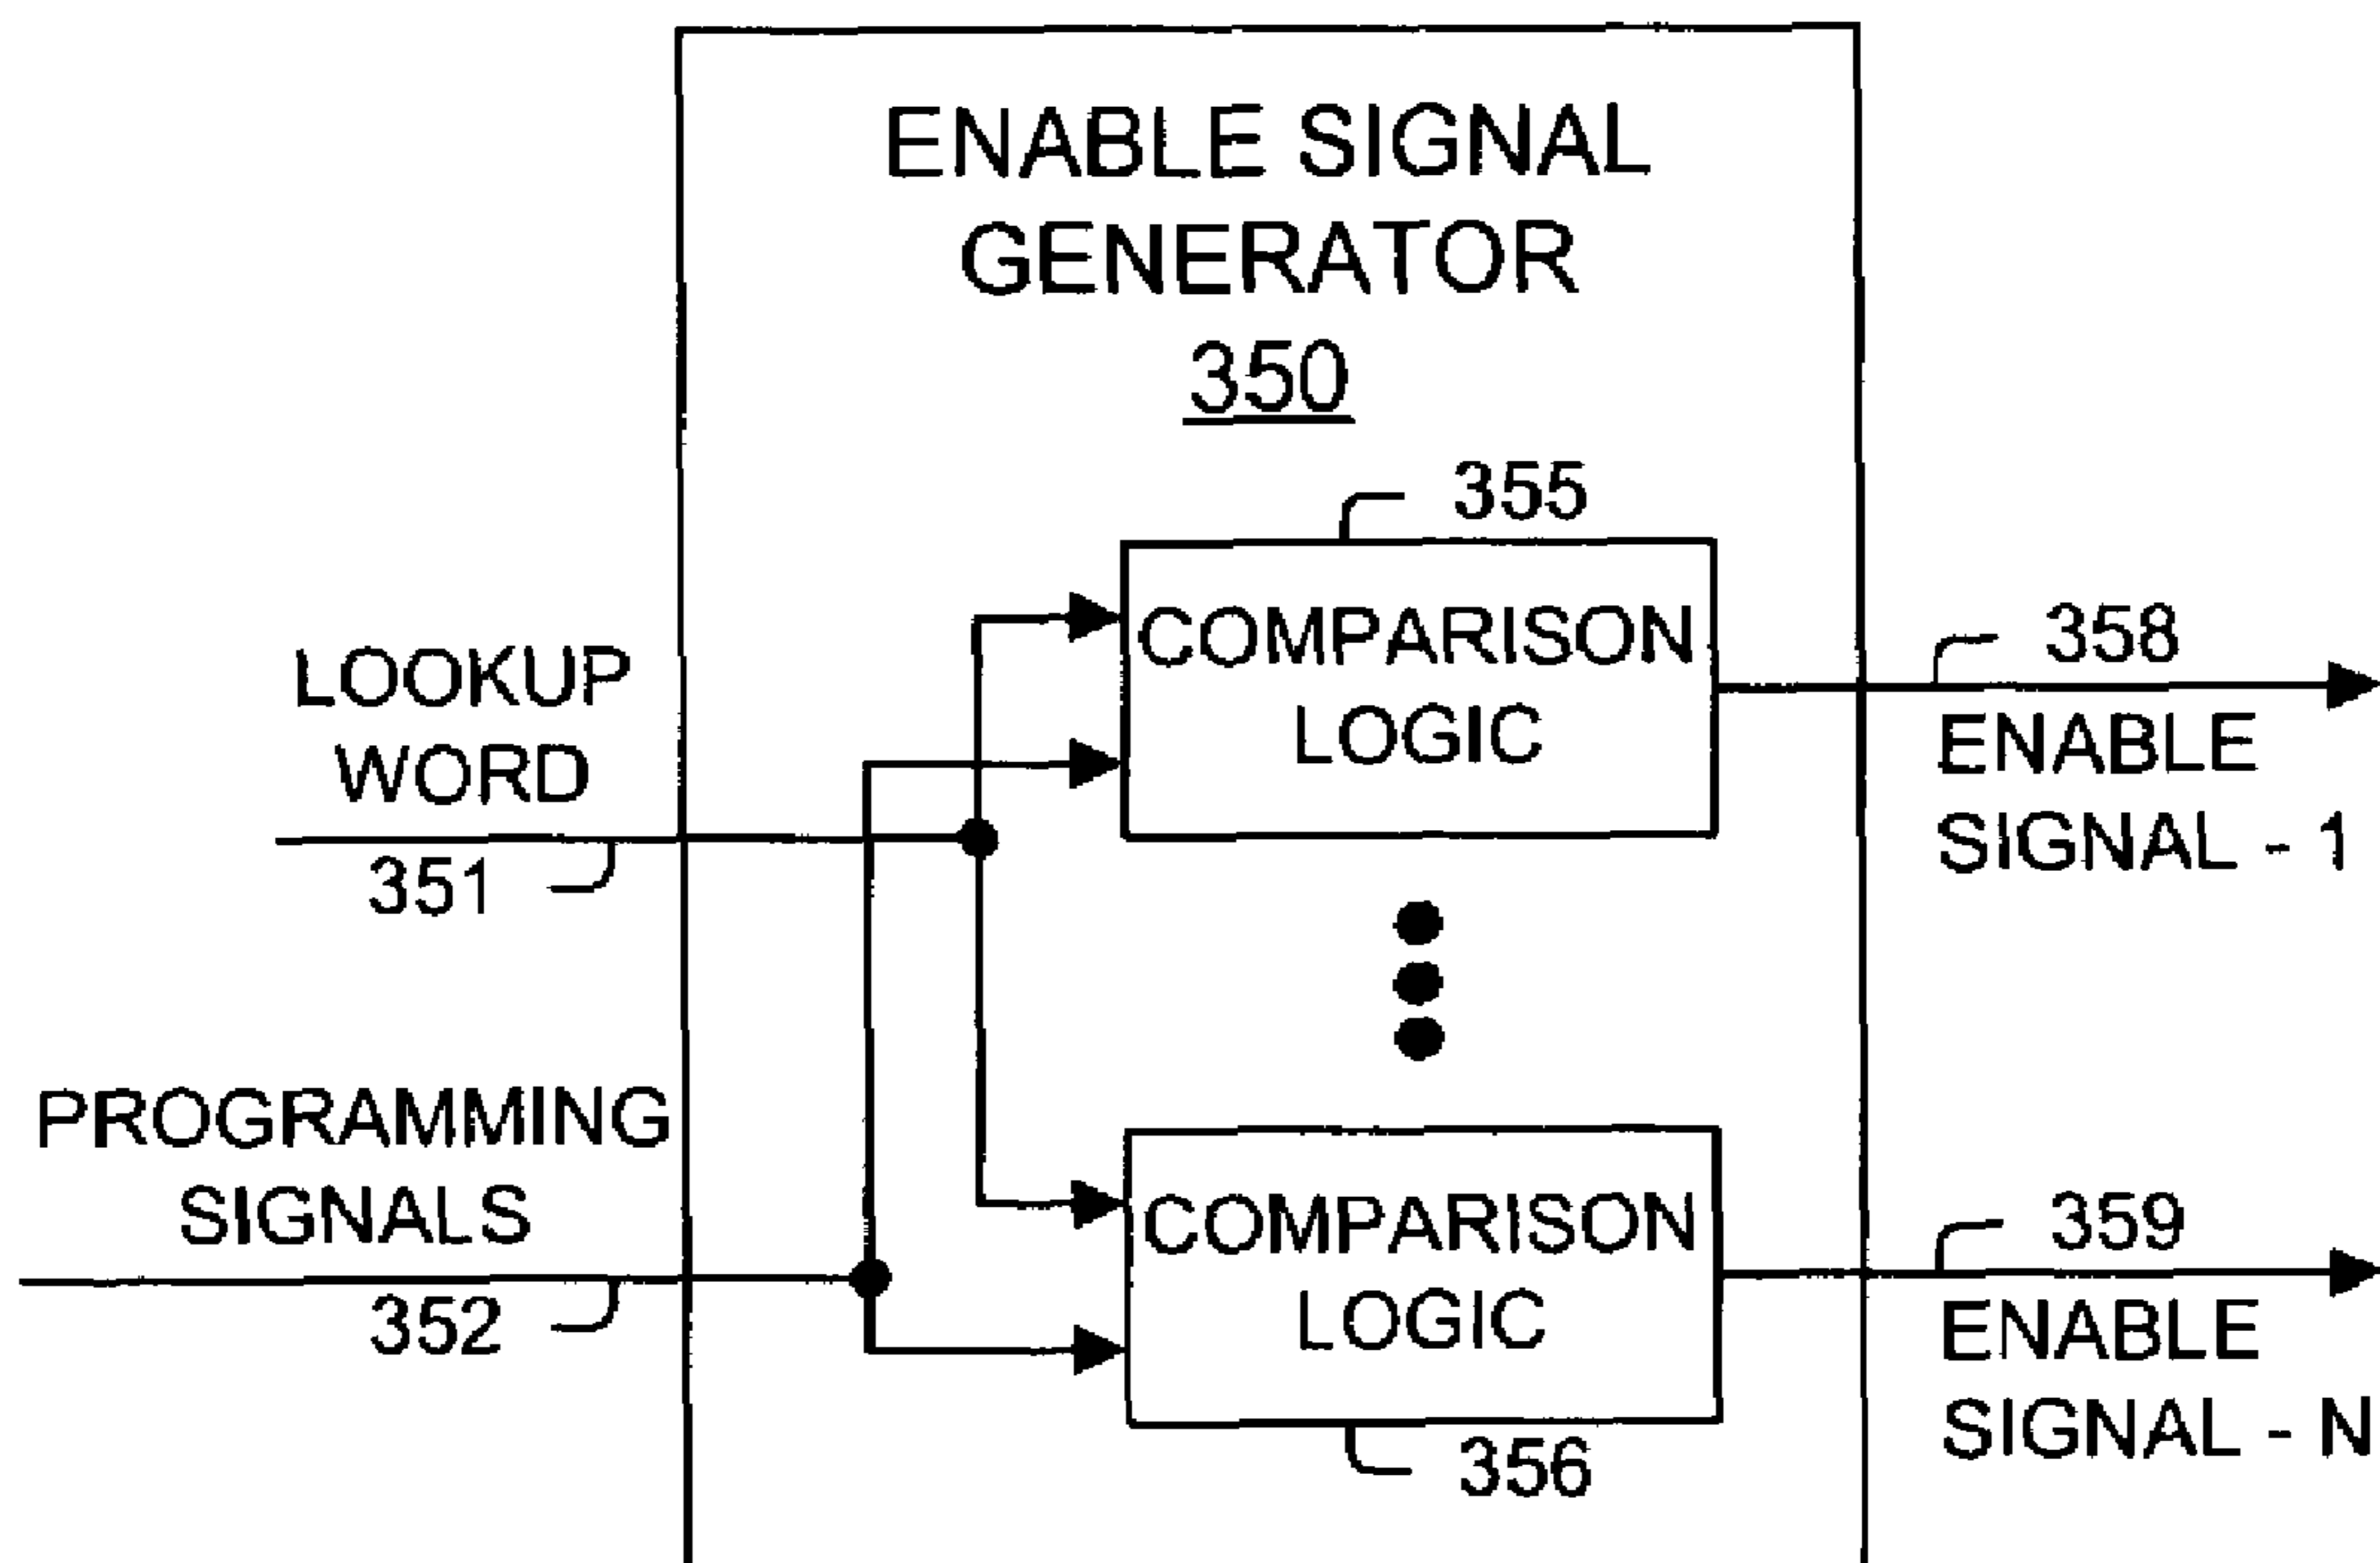 ENABLE SIGNAL
GENERATOR
350
355
COMPARISON
LOGIC
LOOKUP
WORD
351
358
ENABLE
SIGNAL - 1
PROGRAMMING
SIGNALS
352
COMPARISON
LOGIC
356
359
ENABLE
SIGNAL - N